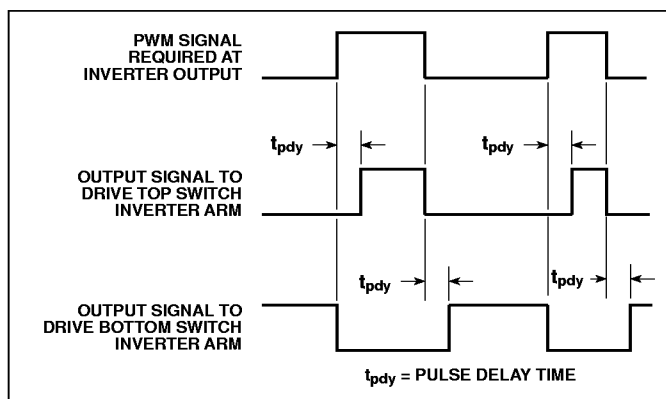 PWM SIGNAL
REQUIRED AT
INVERTER OUTPUT
tpdy
tpdy
OUTPUT SIGNAL TO
DRIVE TOP SWITCH
INVERTER ARM
tpdy
tpdy
OUTPUT SIGNAL TO
DRIVE BOTTOM SWITCH
INVERTER ARM
tpdy = PULSE DELAY TIME